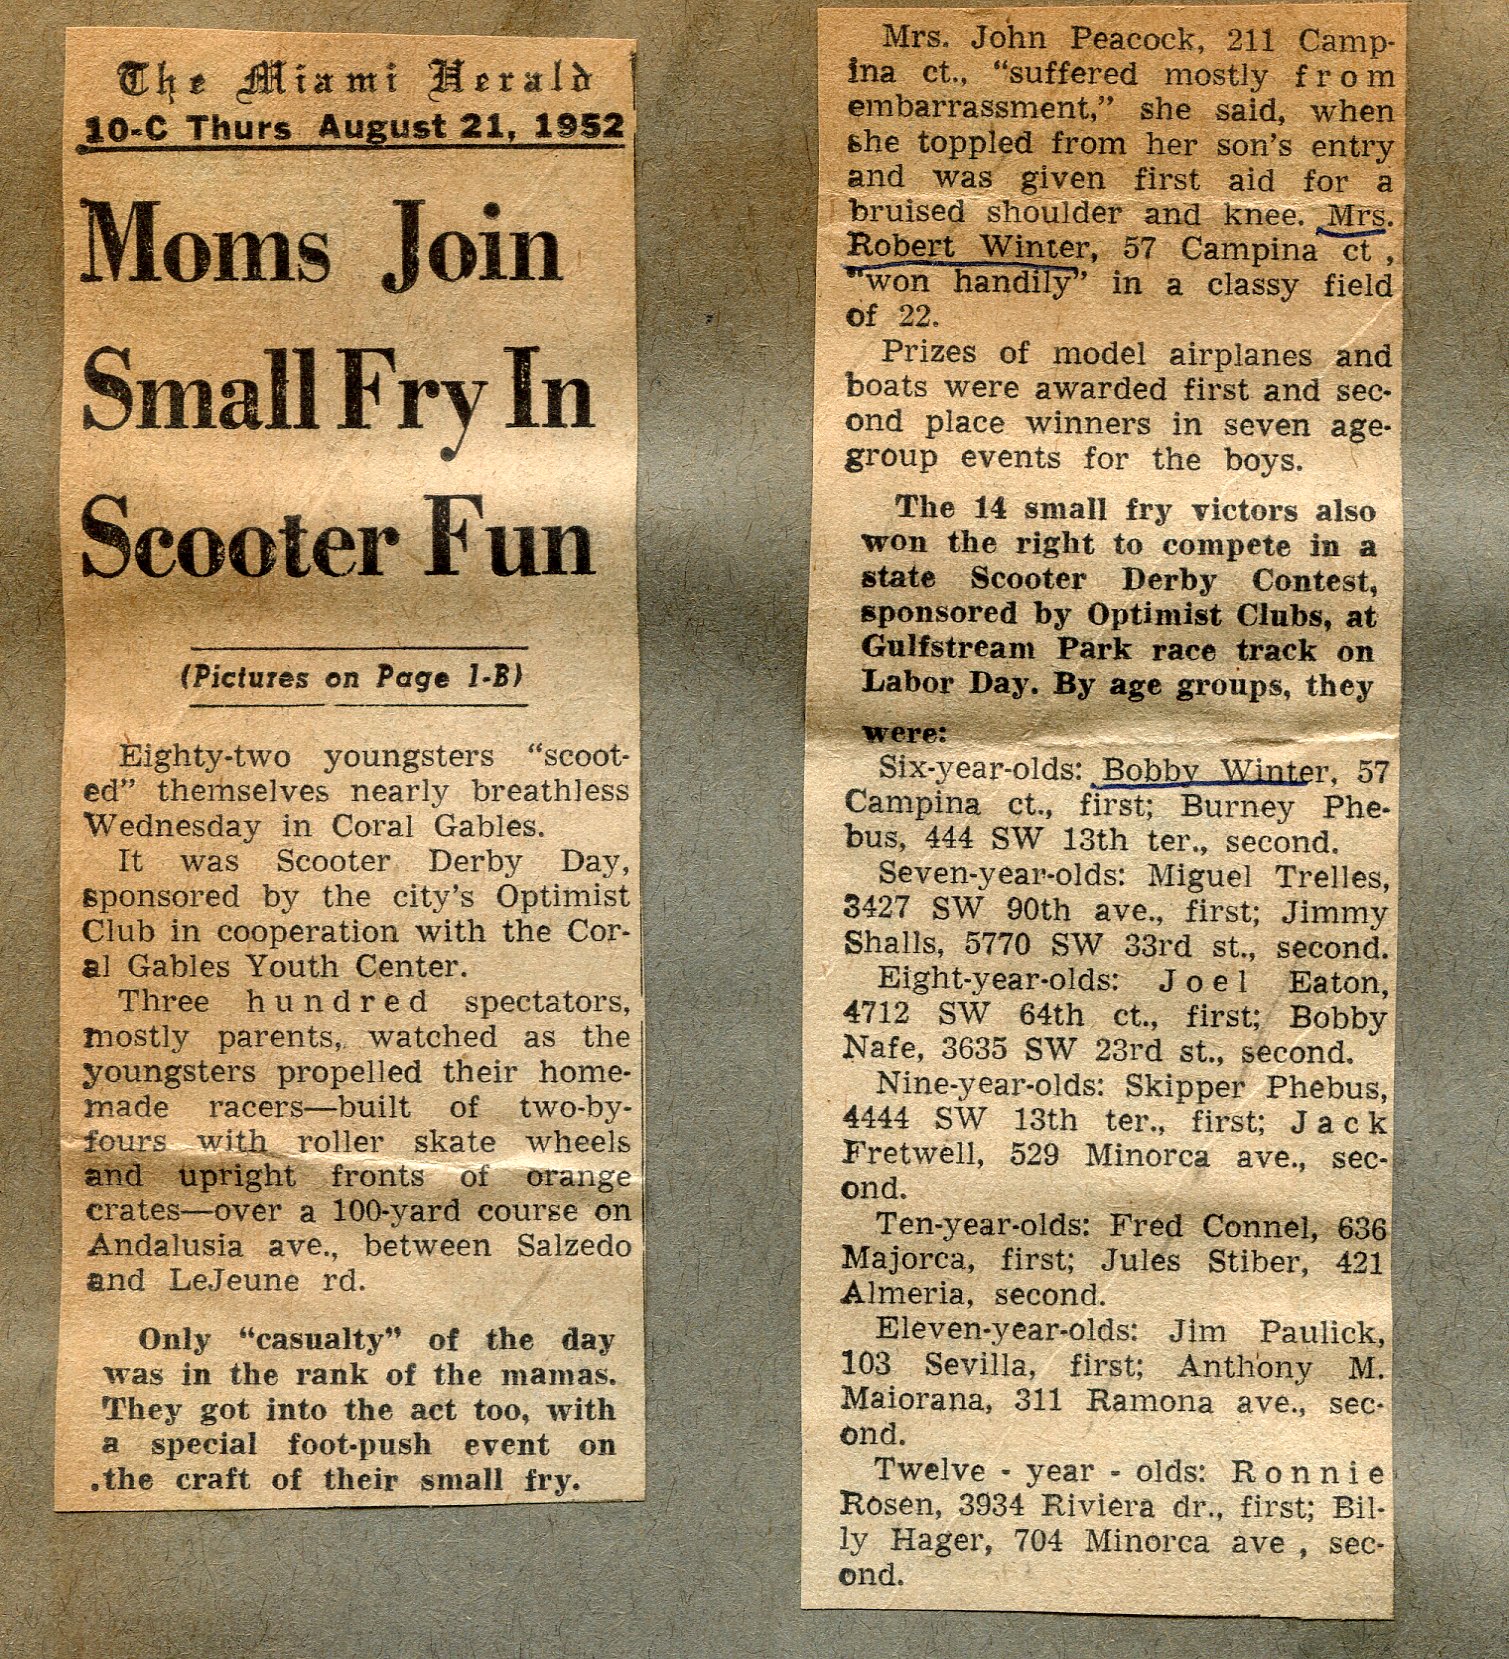 The Miami Herald
10-C Thurs August 21, 1952
Moms Join
Small Fry In
Scooter Fun
(Pictures on Page 1-B)
Eighty-two youngsters “scoot-
ed” themselves nearly breathless
Wednesday in Coral Gables.
It was Scooter Derby Day,
sponsored by the city's Optimist
Club in cooperation with the Cor-
al Gables Youth Center.
Three hundred spectators,
mostly parents, watched as the
youngsters propelled their home-
made racers—built of two-by-
fours with roller skate wheels
and upright fronts of orange
crates—over a 100-yard course on
Andalusia ave., between Salzedo
and LeJeune rd.
Only “casualty” of the day
was in the rank of the mamas.
They got into the act too, with
a special foot-push event on
.the craft of their small fry.
Mrs. John Peacock, 211 Camp-
ina ct., “suffered mostly from
embarrassment,” she said, when
she toppled from her son's entry
and was given first aid for a
bruised shoulder and knee. Mrs.
Robert Winter, 57 Campina ct ,
“won handily” in a classy field
of 22.
Prizes of model airplanes and
boats were awarded first and sec-
ond place winners in seven age-
group events for the boys.
The 14 small fry victors also
won the right to compete in a
state Scooter Derby Contest,
sponsored by Optimist Clubs, at
Gulfstream Park race track on
Labor Day. By age groups, they
were:
Six-year-olds: Bobby Winter, 57
Campina ct., first; Burney Phe-
bus, 444 SW 13th ter., second.
Seven-year-olds: Miguel Trelles,
3427 SW 90th ave., first; Jimmy
Shalls, 5770 SW 33rd st., second.
Eight-year-olds: Joel Eaton,
4712 SW 64th ct., first; Bobby
Nafe, 3635 SW 23rd st., second.
Nine-year-olds: Skipper Phebus,
4444 SW 13th ter., first; Jack
Fretwell, 529 Minorca ave., sec-
ond.
Ten-year-olds: Fred Connel, 636
Majorca, first; Jules Stiber, 421
Almeria, second.
Eleven-year-olds: Jim Paulick,
103 Sevilla, first; Anthony M.
Maiorana, 311 Ramona ave., sec-
ond.
Twelve - year - olds: Ronnie
Rosen, 3934 Riviera dr., first; Bil-
ly Hager, 704 Minorca ave , sec-
ond.